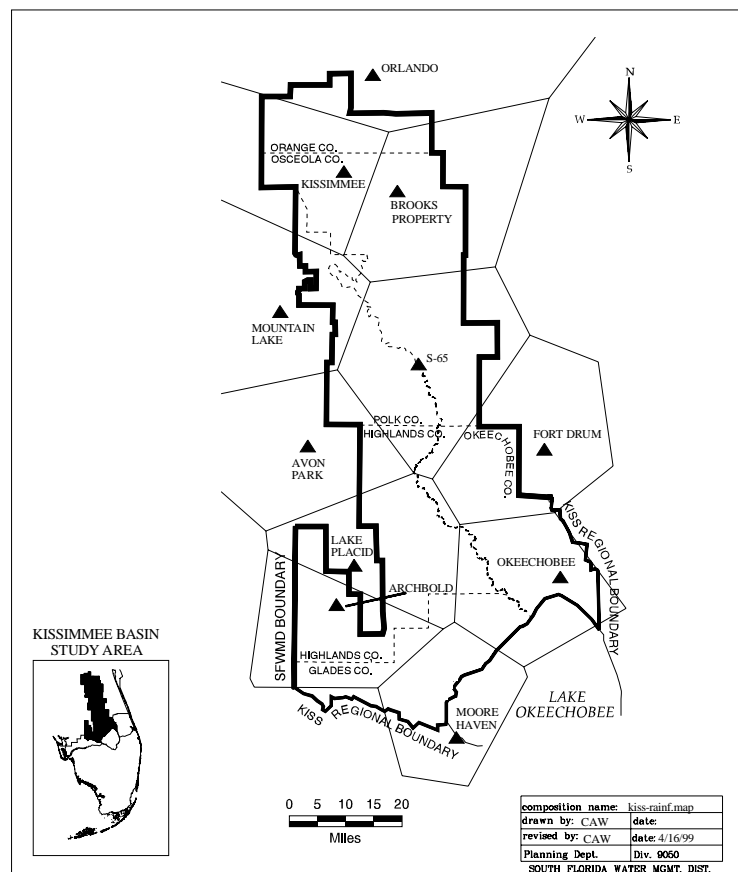 ORLANDO
N
W E
S
ORANGE CO.
OSCEOLA CO.
KISSIMMEE
BROOKS
PROPERTY
MOUNTAIN
LAKE
S-65
POLK CO.
HIGHLANDS CO.
OKEECHOBEE CO.
FORT DRUM
AVON
PARK
KISS REGIONAL BOUNDARY
LAKE
PLACID
OKEECHOBEE
ARCHBOLD
SFWMD BOUNDARY
HIGHLANDS CO.
GLADES CO.
KISSIMMEE BASIN
STUDY AREA
LAKE
OKEECHOBEE
KISS REGIONAL BOUNDARY
MOORE
HAVEN
0 5 10 15 20
Miles
composition name: kiss-rainf.map
drawn by: CAW date:
revised by: CAW date: 4/16/99
Planning Dept. Div. 9050
SOUTH FLORIDA WATER MGMT. DIST.